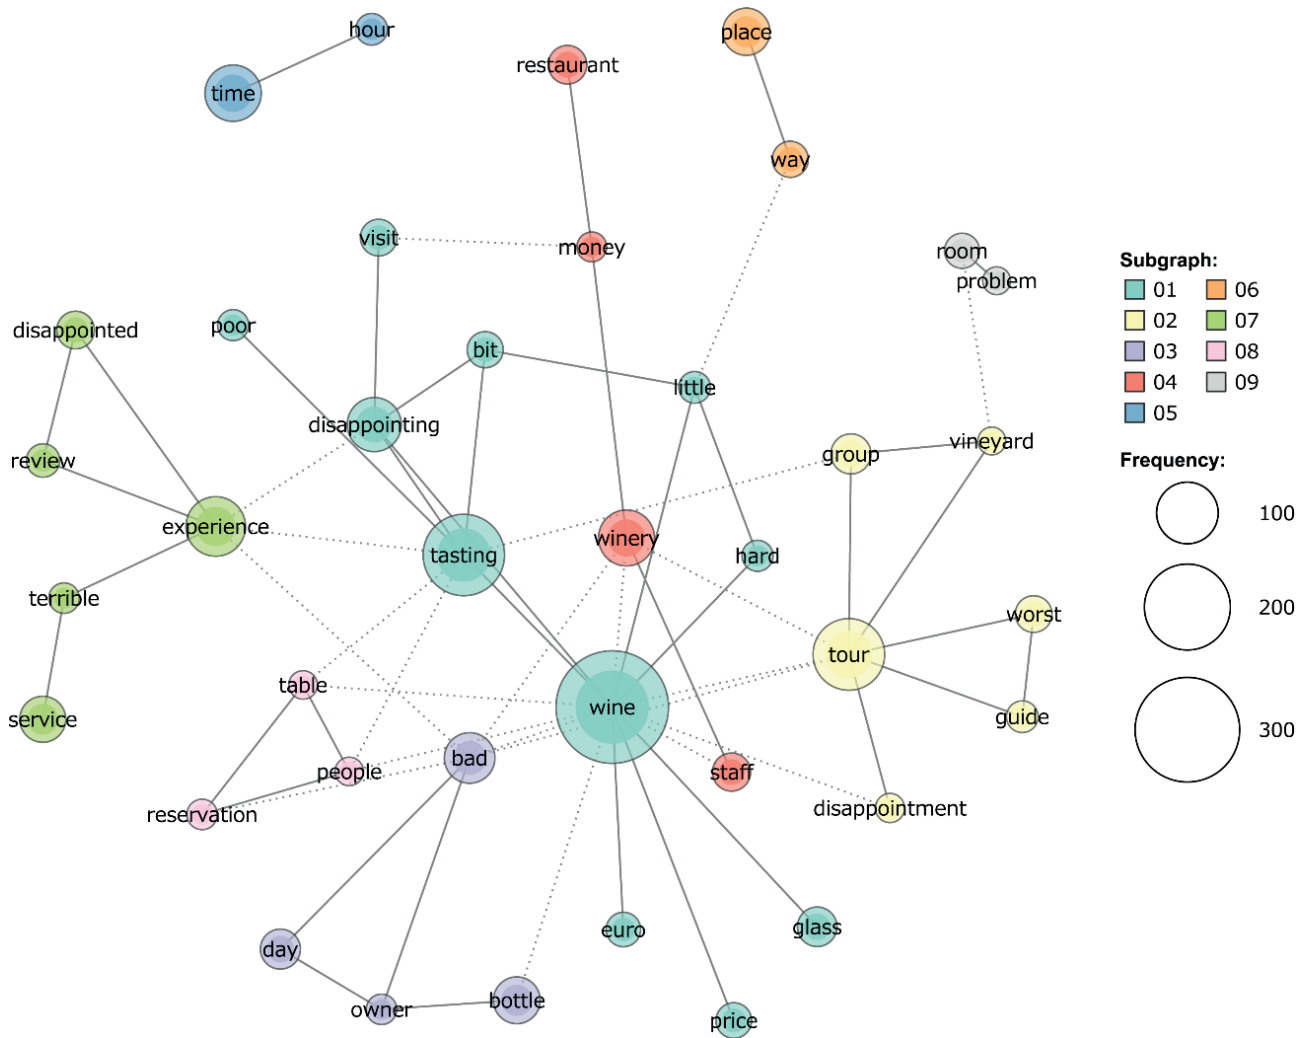 hour
place
restaurant
time
way
visit
money
room
problem
Subgraph:
01 06
02 07
03 08
04 09
05
disappointed
poor
bit
little
disappointing
vineyard
group
review
Frequency:
100
experience
tasting
winery
hard
terrible
worst
200
tour
table
wine
service
guide
300
people
bad
staff
reservation
disappointment
day
euro
glass
owner
bottle
price